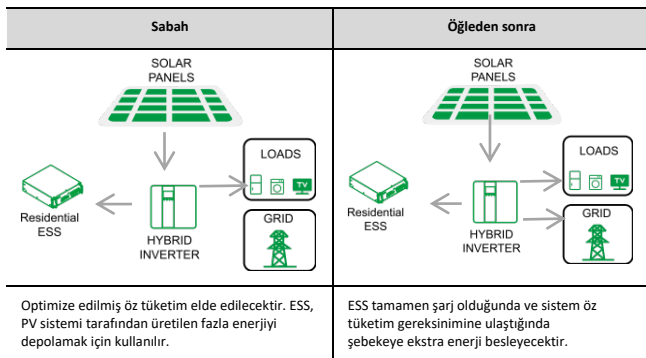 Sabah
Öğleden sonra
SOLAR
PANELS
LOADS
TV
Residential
ESS
HYBRID
INVERTER
GRID
SOLAR
PANELS
LOADS
TV
Residential
ESS
HYBRID
INVERTER
GRID
Optimize edilmiş öz tüketim elde edilecektir. ESS,
PV sistemi tarafından üretilen fazla enerjiyi
depolamak için kullanılır.
ESS tamamen şarj olduğunda ve sistem öz
tüketim gereksinimine ulaştığında
şebekeye ekstra enerji besleyecektir.